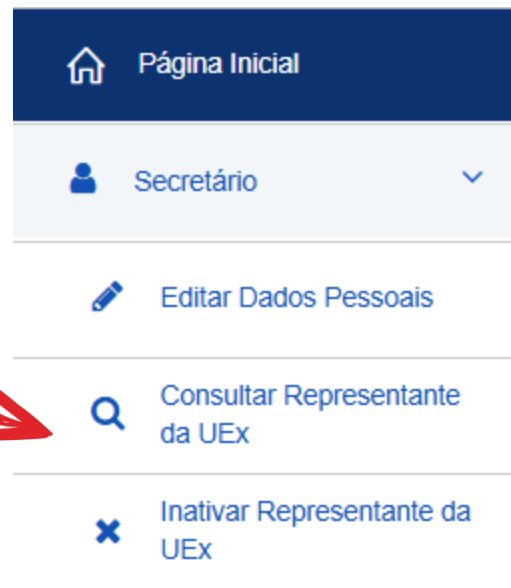 Página Inicial
Secretário
Editar Dados Pessoais
Consultar Representante
da UEx
Inativar Representante da
UEx